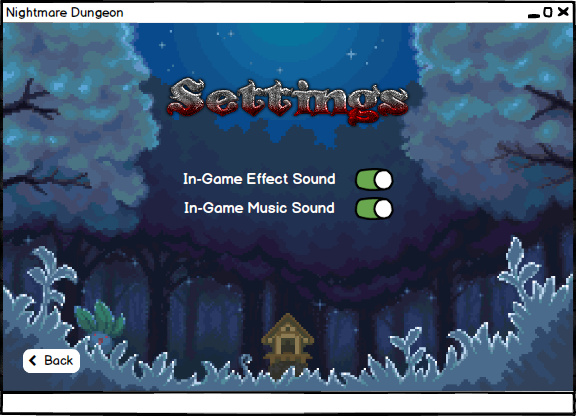 Nightmare Dungeon
Settings
In-Game Effect Sound
In-Game Music Sound
Back